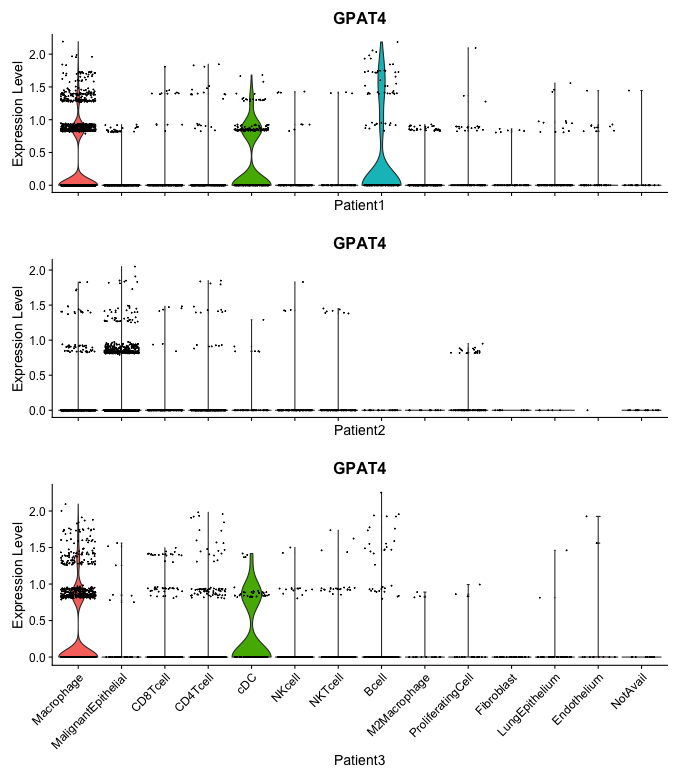 GPAT4
Expression Level
2.0
1.5
1.0
0.5
0.0
Patient1
GPAT4
Expression Level
2.0
1.5
1.0
0.5
0.0
Patient2
GPAT4
Expression Level
2.0
1.5
1.0
0.5
0.0
Macrophage
MalignantEpithelial
CD8Tcell
CD4Tcell
cDC
NKcell
NKTcell
Bcell
M2Macrophage
ProliferatingCell
Fibroblast
LungEpithelium
Endothelium
NotAvail
Patient3